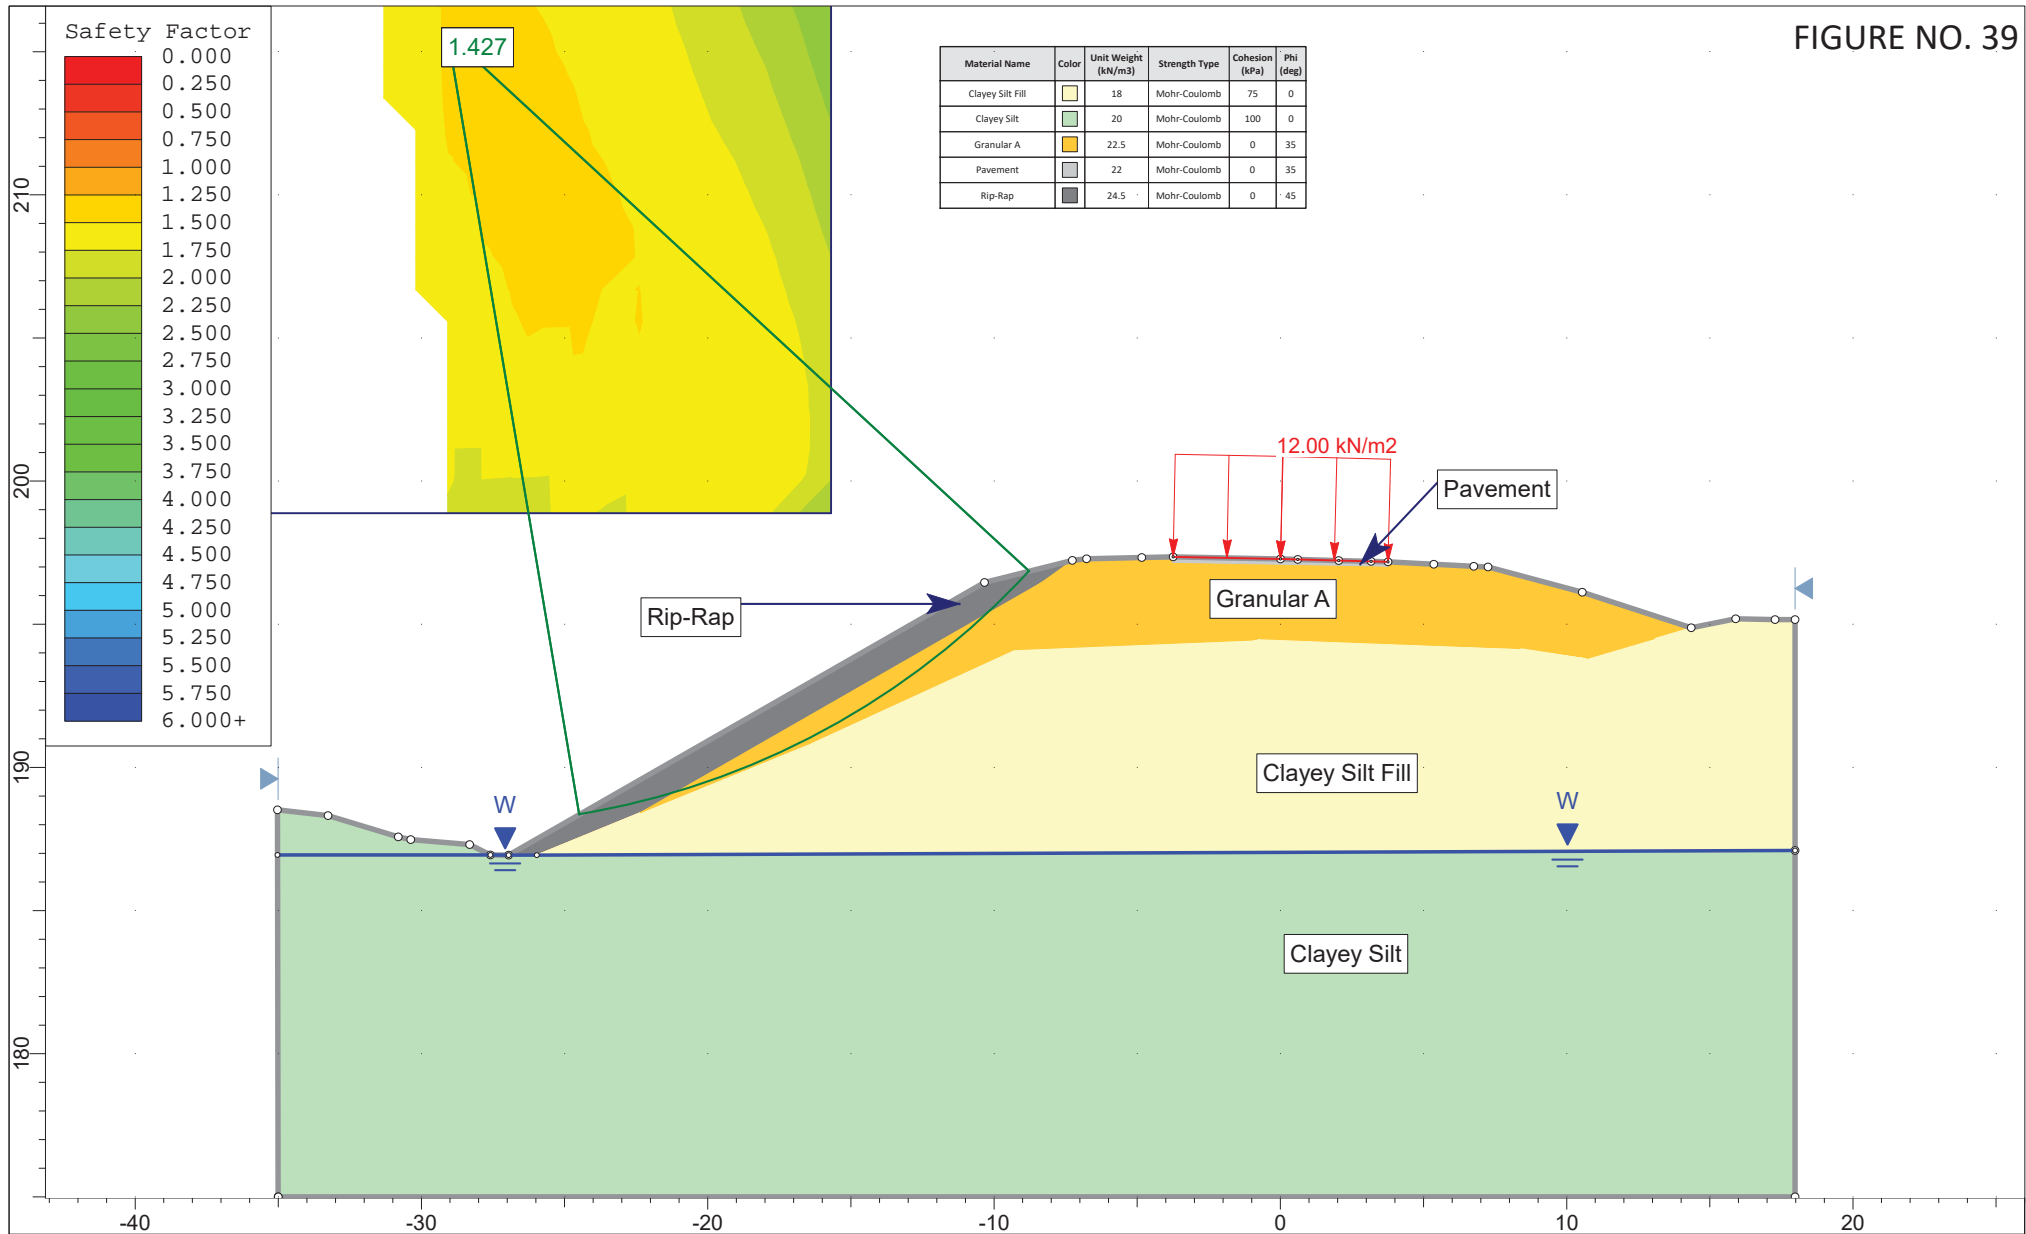 FIGURE NO. 39
Safety Factor
0.000
0.250
0.500
0.750
1.000
1.250
1.500
1.750
2.000
2.250
2.500
2.750
3.000
3.250
3.500
3.750
4.000
4.250
4.500
4.750
5.000
5.250
5.500
5.750
6.000+
1.427
Material Name Color Unit Weight (kN/m3) Strength Type Cohesion (kPa) Phi (deg)
Clayey Silt Fill 18 Mohr-Coulomb 75 0
Clayey Silt 20 Mohr-Coulomb 100 0
Granular A 22.5 Mohr-Coulomb 0 35
Pavement 22 Mohr-Coulomb 0 35
Rip-Rap 24.5 Mohr-Coulomb 0 45
12.00 kN/m2
Pavement
Rip-Rap
Granular A
Clayey Silt Fill
W
W
Clayey Silt
210
200
190
180
-40 -30 -20 -10 0 10 20